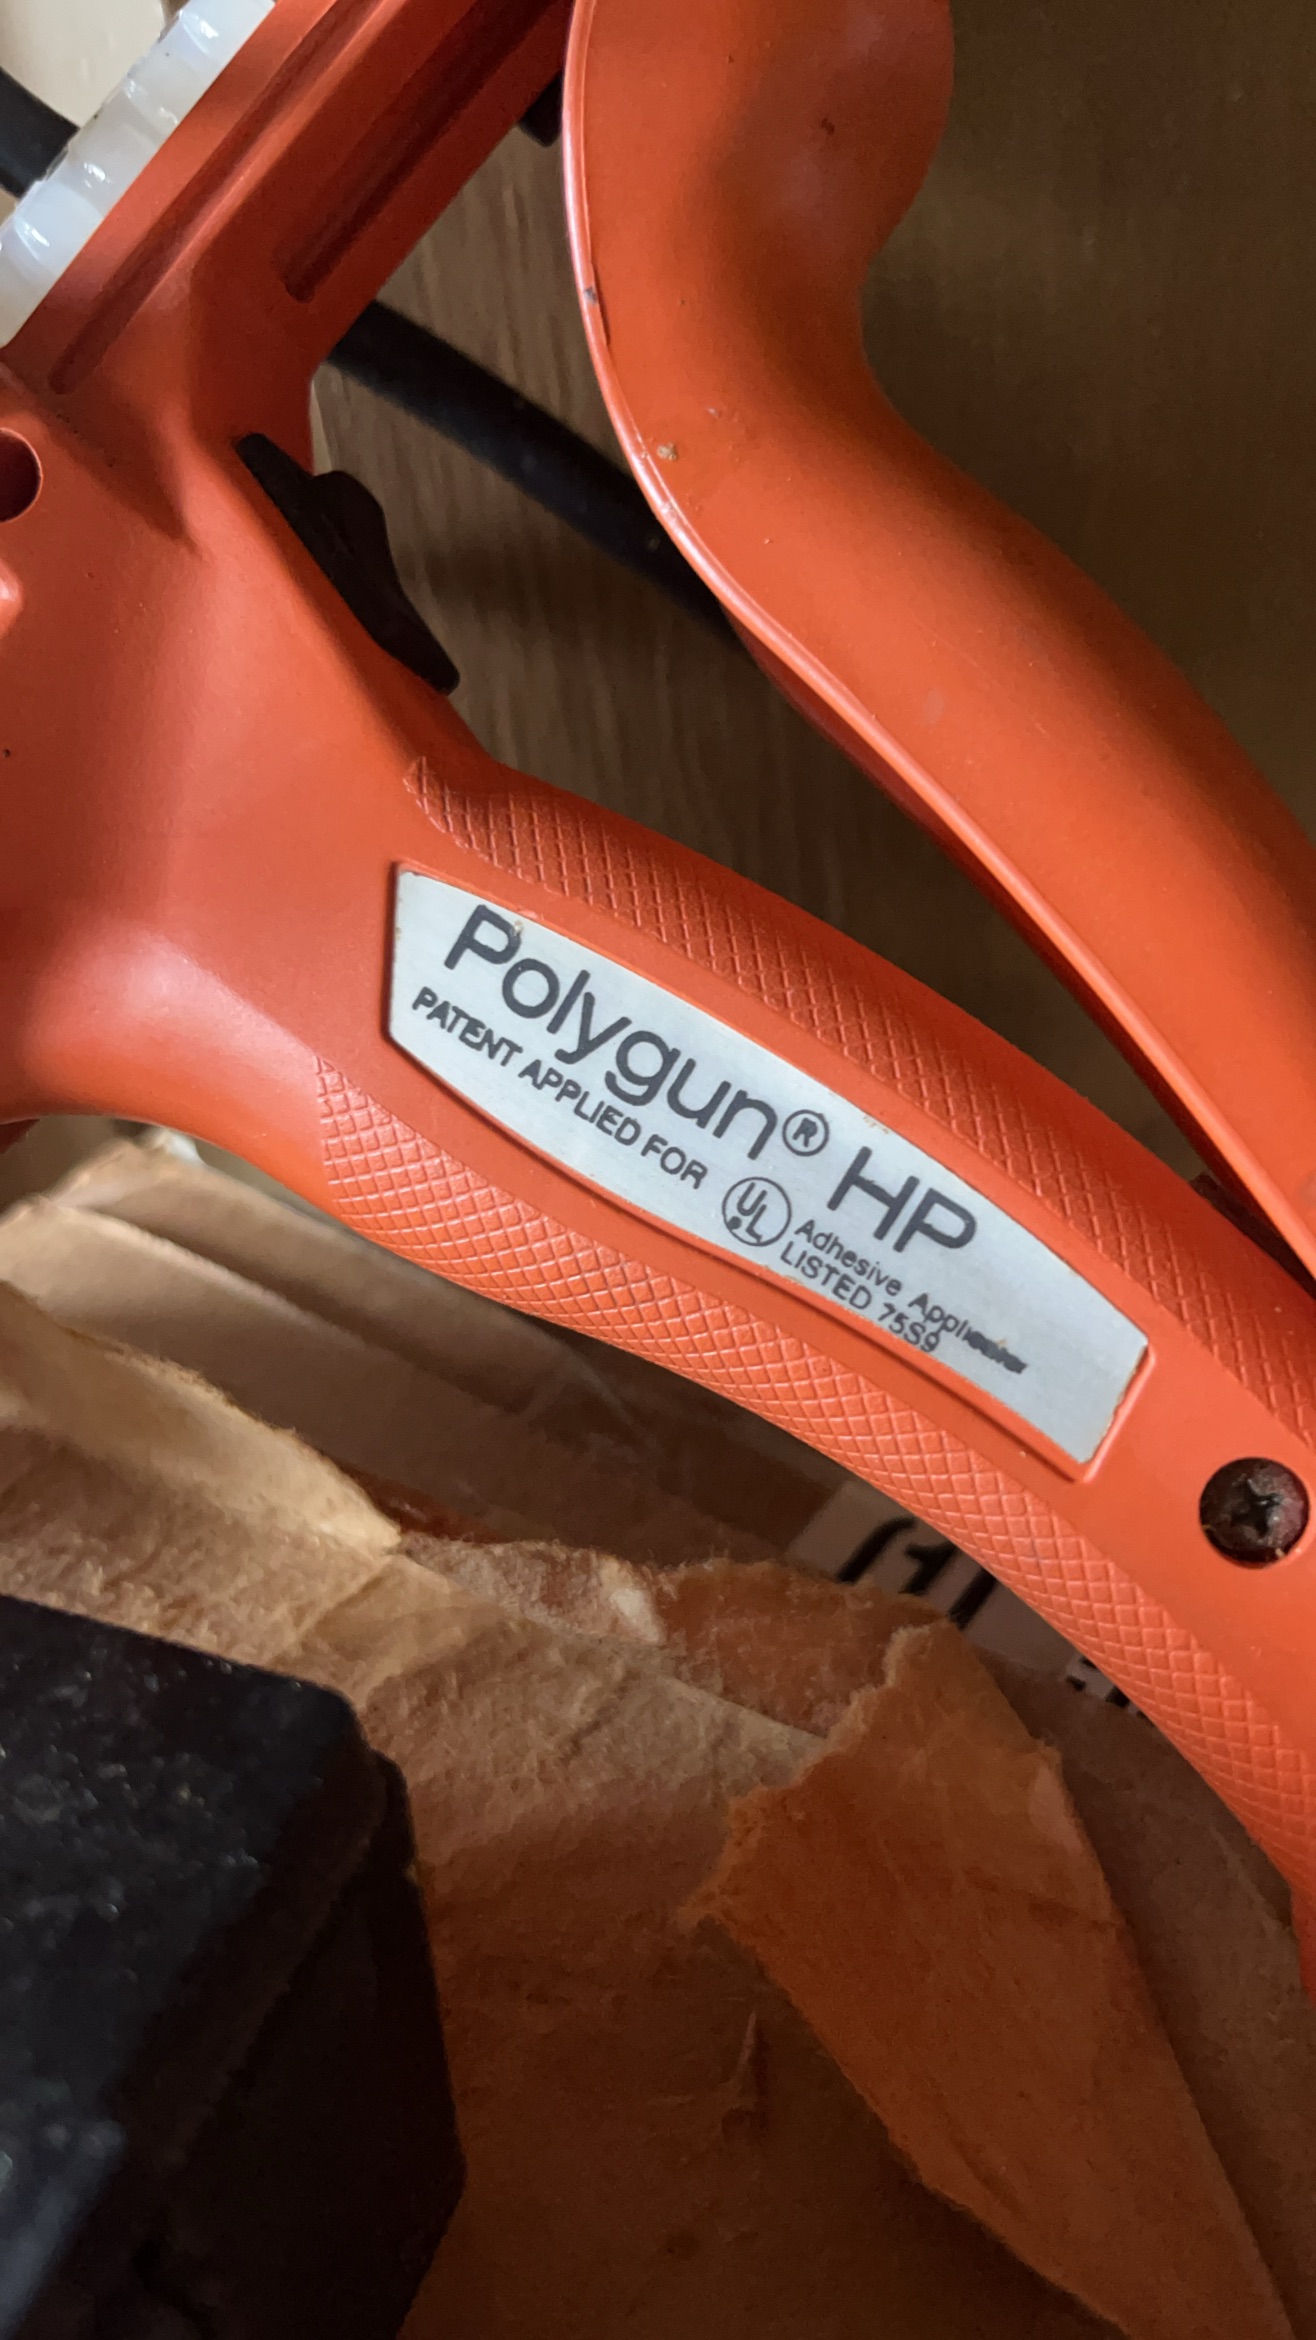 Polygun® HP
PATENT APPLIED FOR
UL
Adhesive Applicator
LISTED 75S9